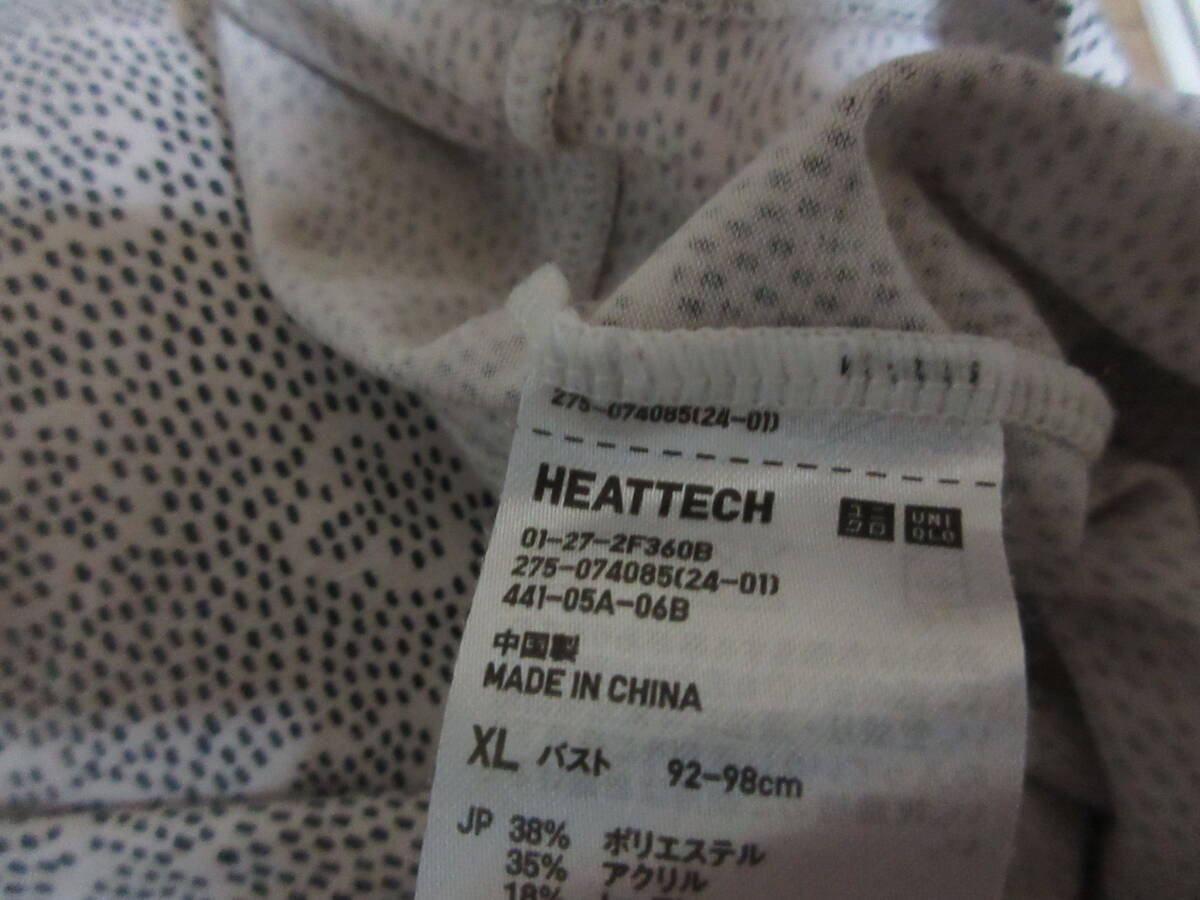 275-074085(24-01)
HEATTECH ユニクロ UNIQLO
01-27-2F360B
275-074085(24-01)
441-05A-06B
中国製
MADE IN CHINA
XL バスト 92-98cm
JP 38% ポリエステル
35% アクリル
18%